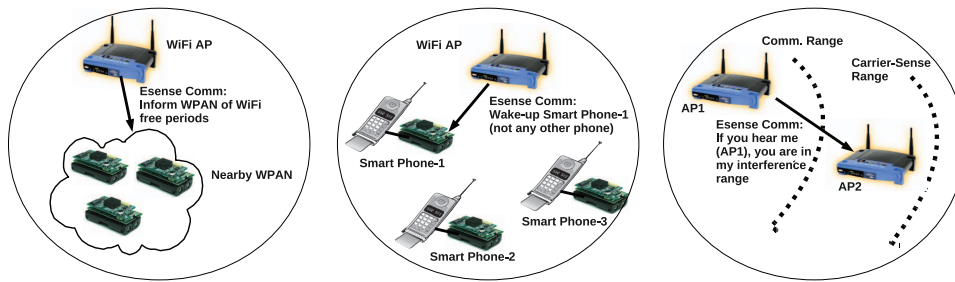 WiFi AP
Esense Comm:
Inform WPAN of WiFi
free periods
Nearby WPAN
WiFi AP
Esense Comm:
Wake-up Smart Phone-1
(not any other phone)
Smart Phone-1
Smart Phone-3
Smart Phone-2
Comm. Range
Carrier-Sense
Range
AP1
Esense Comm:
If you hear me
(AP1), you are in
my interference
range
AP2